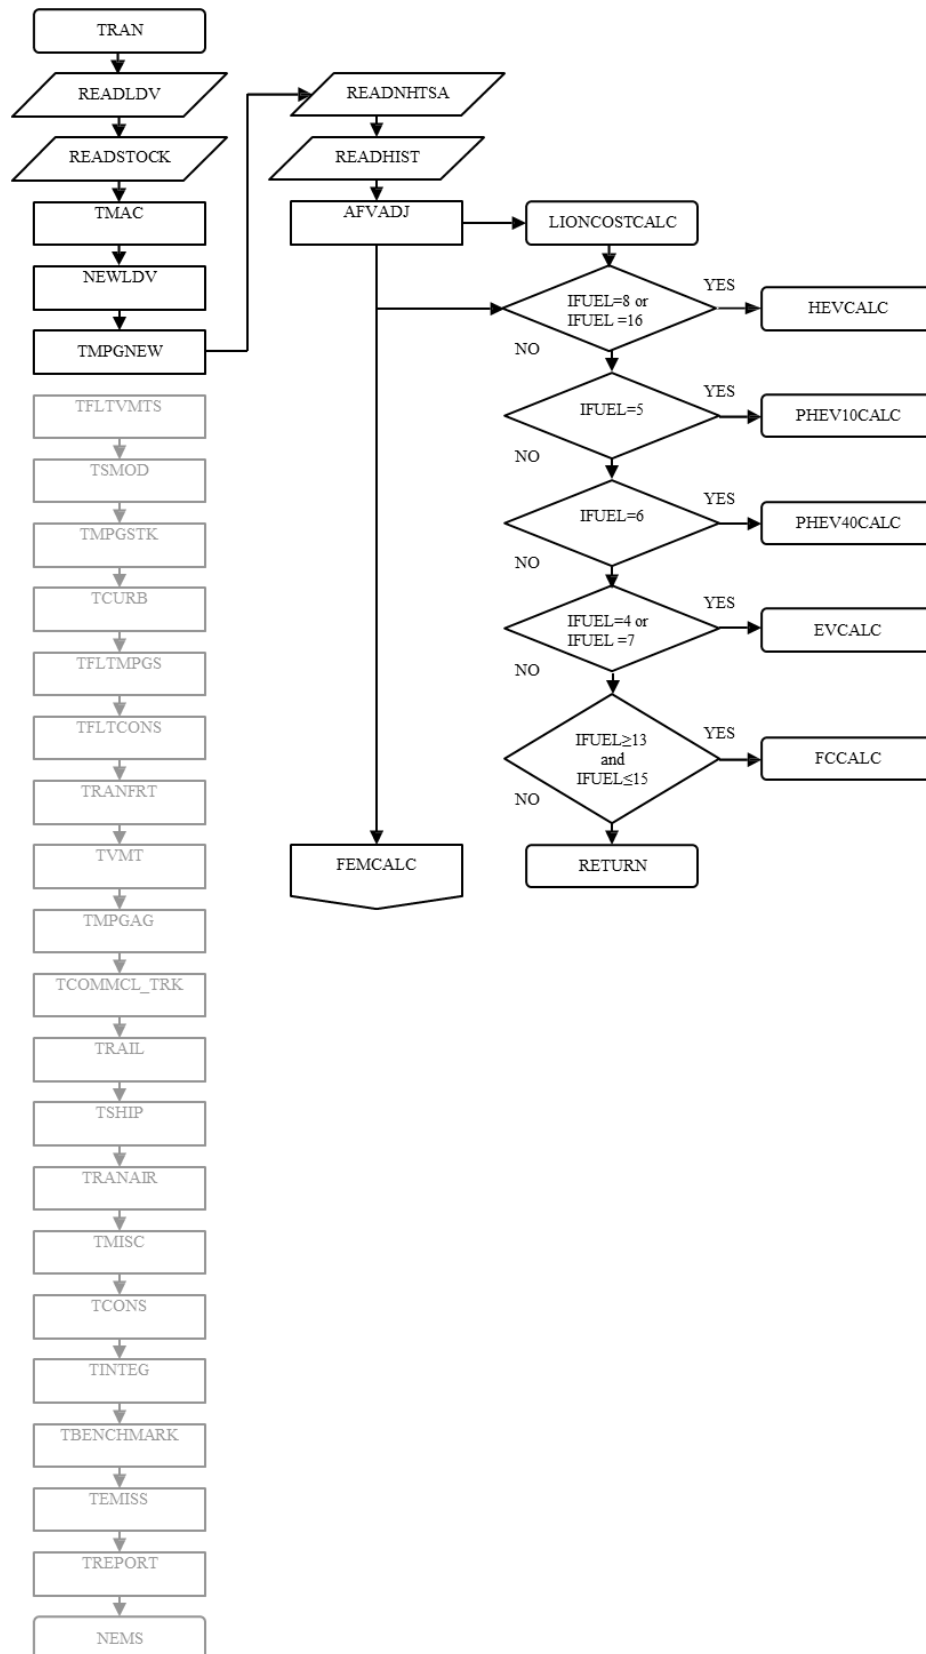 TRAN
READLDV
READSTOCK
TMAC
NEWLDV
TMPGNEW
TFLTVMTS
TSMOD
TMPGSTK
TCURB
TFLTMPGS
TFLTCONS
TRANFRT
TVMT
TMPGAG
TCOMMCL_TRK
TRAIL
TSHIP
TRANAIR
TMISC
TCONS
TINTEG
TBENCHMARK
TEMISS
TREPORT
NEMS
READNHTSA
READHIST
AFVADJ
FEMCALC
LIONCOSTCALC
IFUEL=8 or
IFUEL =16
YES
HEVCALC
NO
IFUEL=5
YES
PHEV10CALC
NO
IFUEL=6
YES
PHEV40CALC
NO
IFUEL=4 or
IFUEL =7
YES
EVCALC
NO
IFUEL≥13
and
IFUEL≤15
YES
FCCALC
NO
RETURN